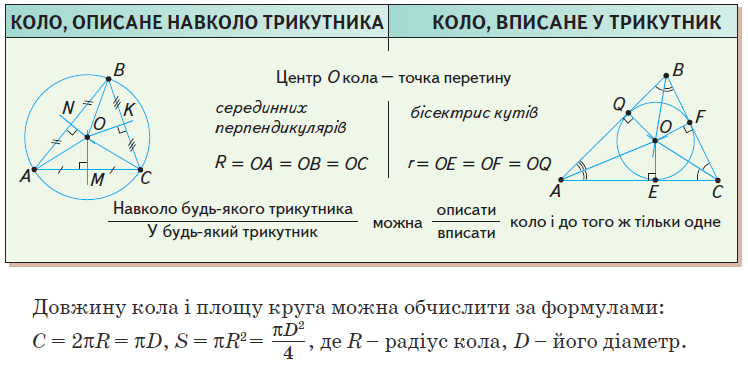 КОЛО, ОПИСАНЕ НАВКОЛО ТРИКУТНИКА
КОЛО, ВПИСАНЕ У ТРИКУТНИК
Центр O кола — точка перетину
серединних
перпендикулярів
R = OA = OB = OC
бісектрис кутів
r = OE = OF = OQ
B
N
K
O
A
M
C
B
Q
F
O
A
E
C
Навколо будь-якого трикутника
У будь-який трикутник
можна
описати
вписати
коло і до того ж тільки одне
Довжину кола і площу круга можна обчислити за формулами:
C = 2πR = πD, S = πR² = πD²/4, де R – радіус кола, D – його діаметр.